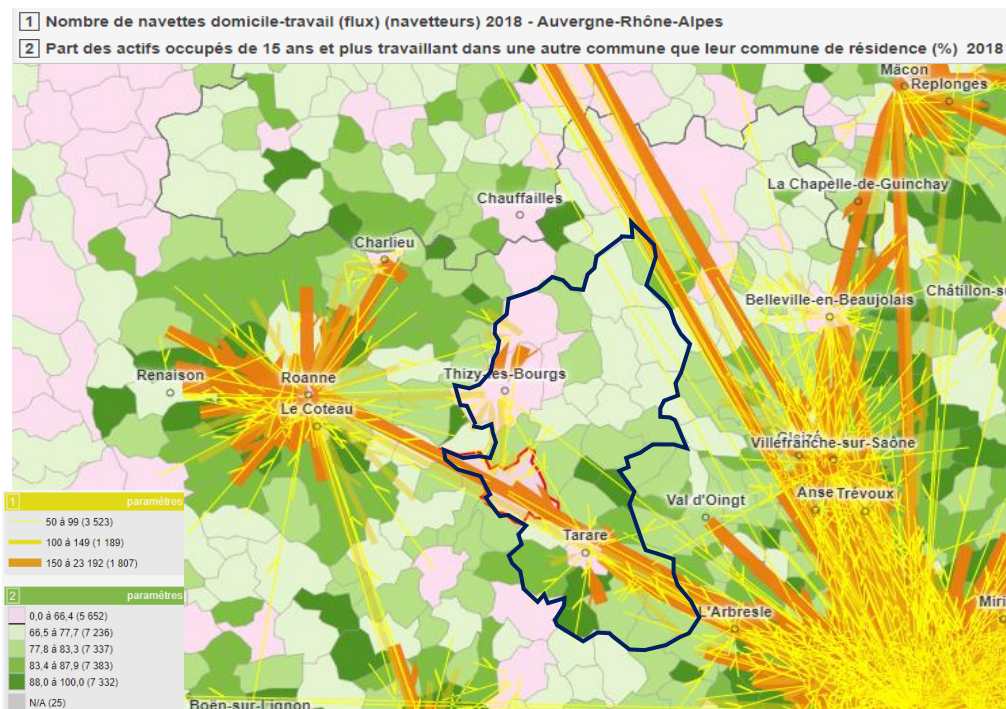 1 Nombre de navettes domicile-travail (flux) (navetteurs) 2018 - Auvergne-Rhône-Alpes
2 Part des actifs occupés de 15 ans et plus travaillant dans une autre commune que leur commune de résidence (%) 2018
Mâcon
Replonges
La Chapelle-de-Guinchay
Chauffailles
Charlieu
Châtillon-su
Belleville-en-Beaujolais
Renaison
Roanne
Thizy-les-Bourgs
Le Coteau
Gleizé
Villefranche-sur-Saône
Anse Trévoux
Val d'Oingt
Tarare
L'Arbresle
Miri
Boën-sur-Lignon
1 paramètres
50 à 99 (3 523)
100 à 149 (1 189)
150 à 23 192 (1 807)
2 paramètres
0,0 à 66,4 (5 652)
66,5 à 77,7 (7 236)
77,8 à 83,3 (7 337)
83,4 à 87,9 (7 383)
88,0 à 100,0 (7 332)
N/A (25)